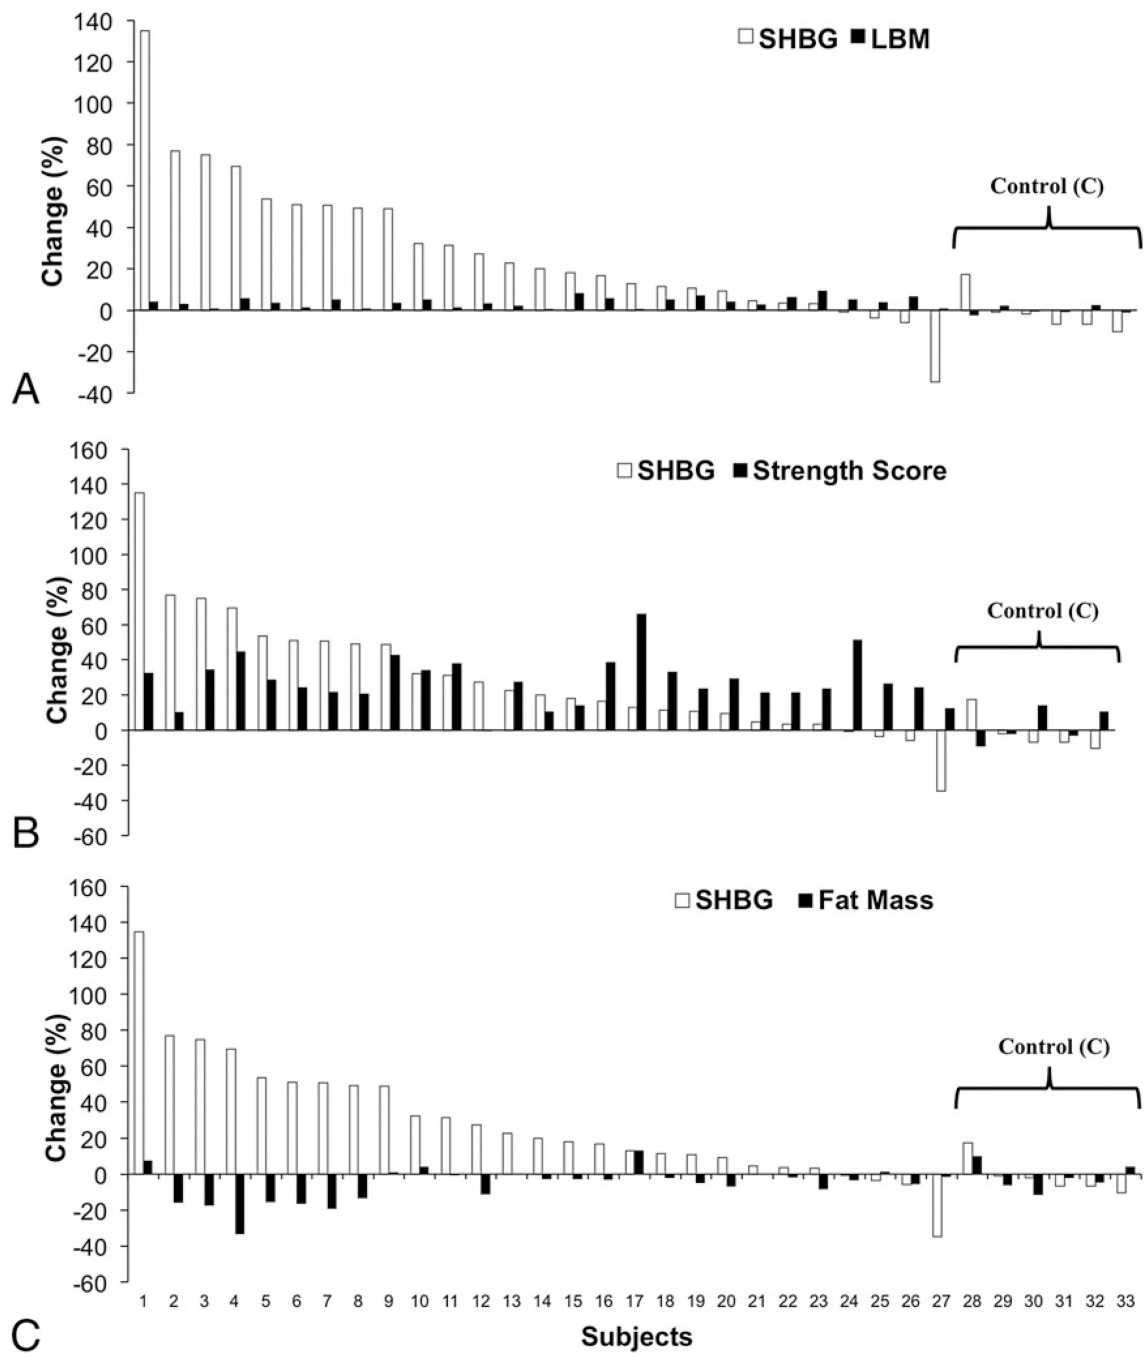 140
120
100
80
60
40
20
0
-20
-40
Change (%)
SHBG LBM
Control (C)
A
160
140
120
100
80
60
40
20
0
-20
-40
-60
Change (%)
SHBG Strength Score
Control (C)
B
160
140
120
100
80
60
40
20
0
-20
-40
-60
Change (%)
SHBG Fat Mass
Control (C)
1 2 3 4 5 6 7 8 9 10 11 12 13 14 15 16 17 18 19 20 21 22 23 24 25 26 27 28 29 30 31 32 33
Subjects
C